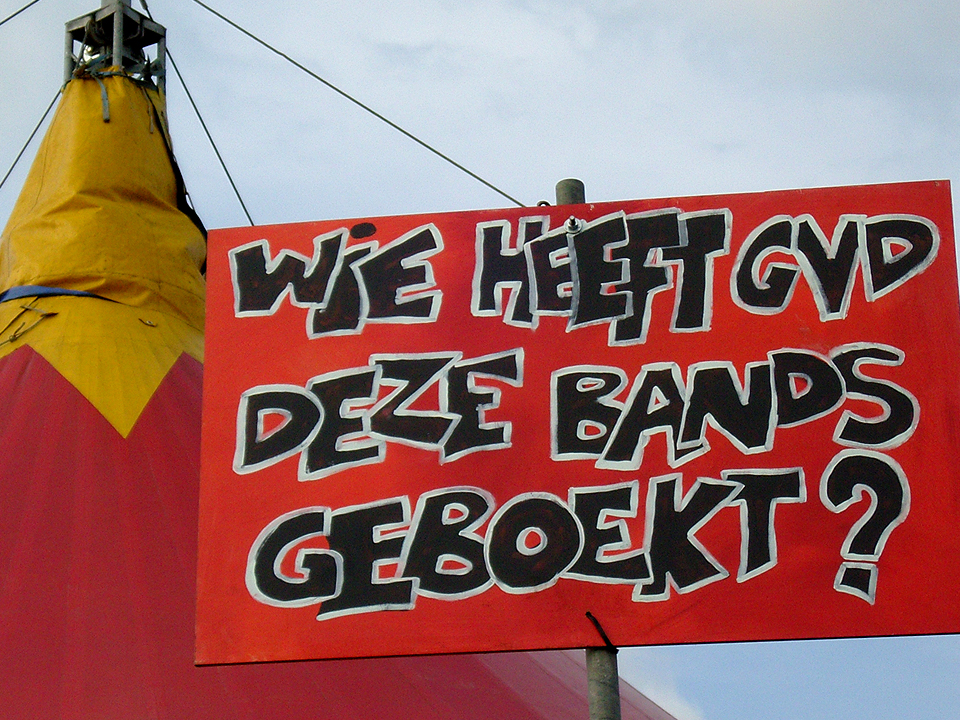 WiE HEEFT GVD
DEZE BANDS
GEBOEKT?